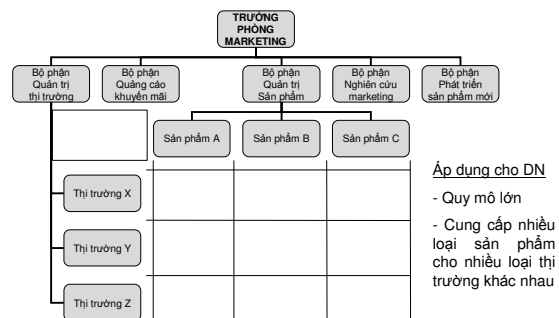 TRƯỞNG
PHÒNG
MARKETING
Bộ phận
Quản trị
thị trường
Bộ phận
Quảng cáo
khuyến mãi
Bộ phận
Quản trị
Sản phẩm
Bộ phận
Nghiên cứu
marketing
Bộ phận
Phát triển
sản phẩm mới
Sản phẩm A
Sản phẩm B
Sản phẩm C
Thị trường X
Thị trường Y
Thị trường Z
Áp dụng cho DN
- Quy mô lớn
- Cung cấp nhiều
loại sản phẩm
cho nhiều loại thị
trường khác nhau